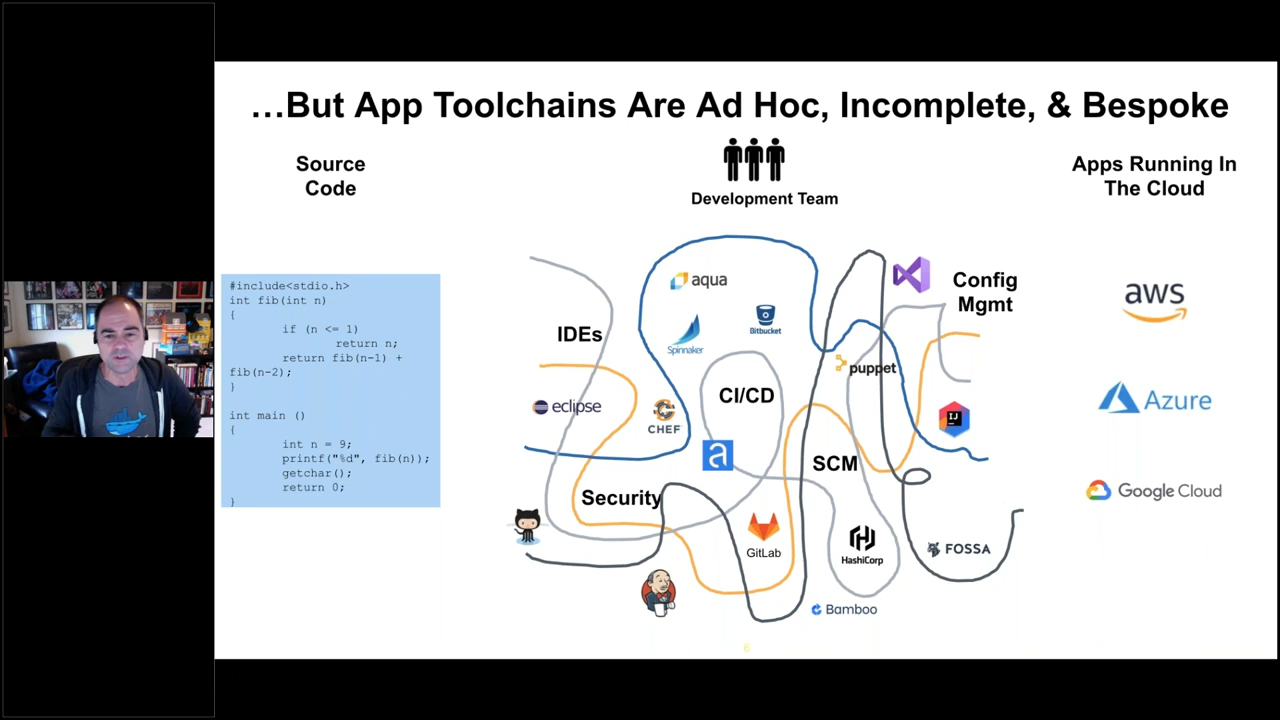 …But App Toolchains Are Ad Hoc, Incomplete, & Bespoke
Source
Code
Development Team
Apps Running In
The Cloud
#include<stdio.h>
int fib(int n)
{
if (n <= 1)
return n;
return fib(n-1) +
fib(n-2);
}
int main ()
{
int n = 9;
printf("%d", fib(n));
getchar();
return 0;
}
aqua
Spinnaker
Bitbucket
IDEs
Config
Mgmt
puppet
eclipse
CHEF
CI/CD
a
IJ
SCM
Security
GitLab
HashiCorp
FOSSA
Bamboo
aws
Azure
Google Cloud
6